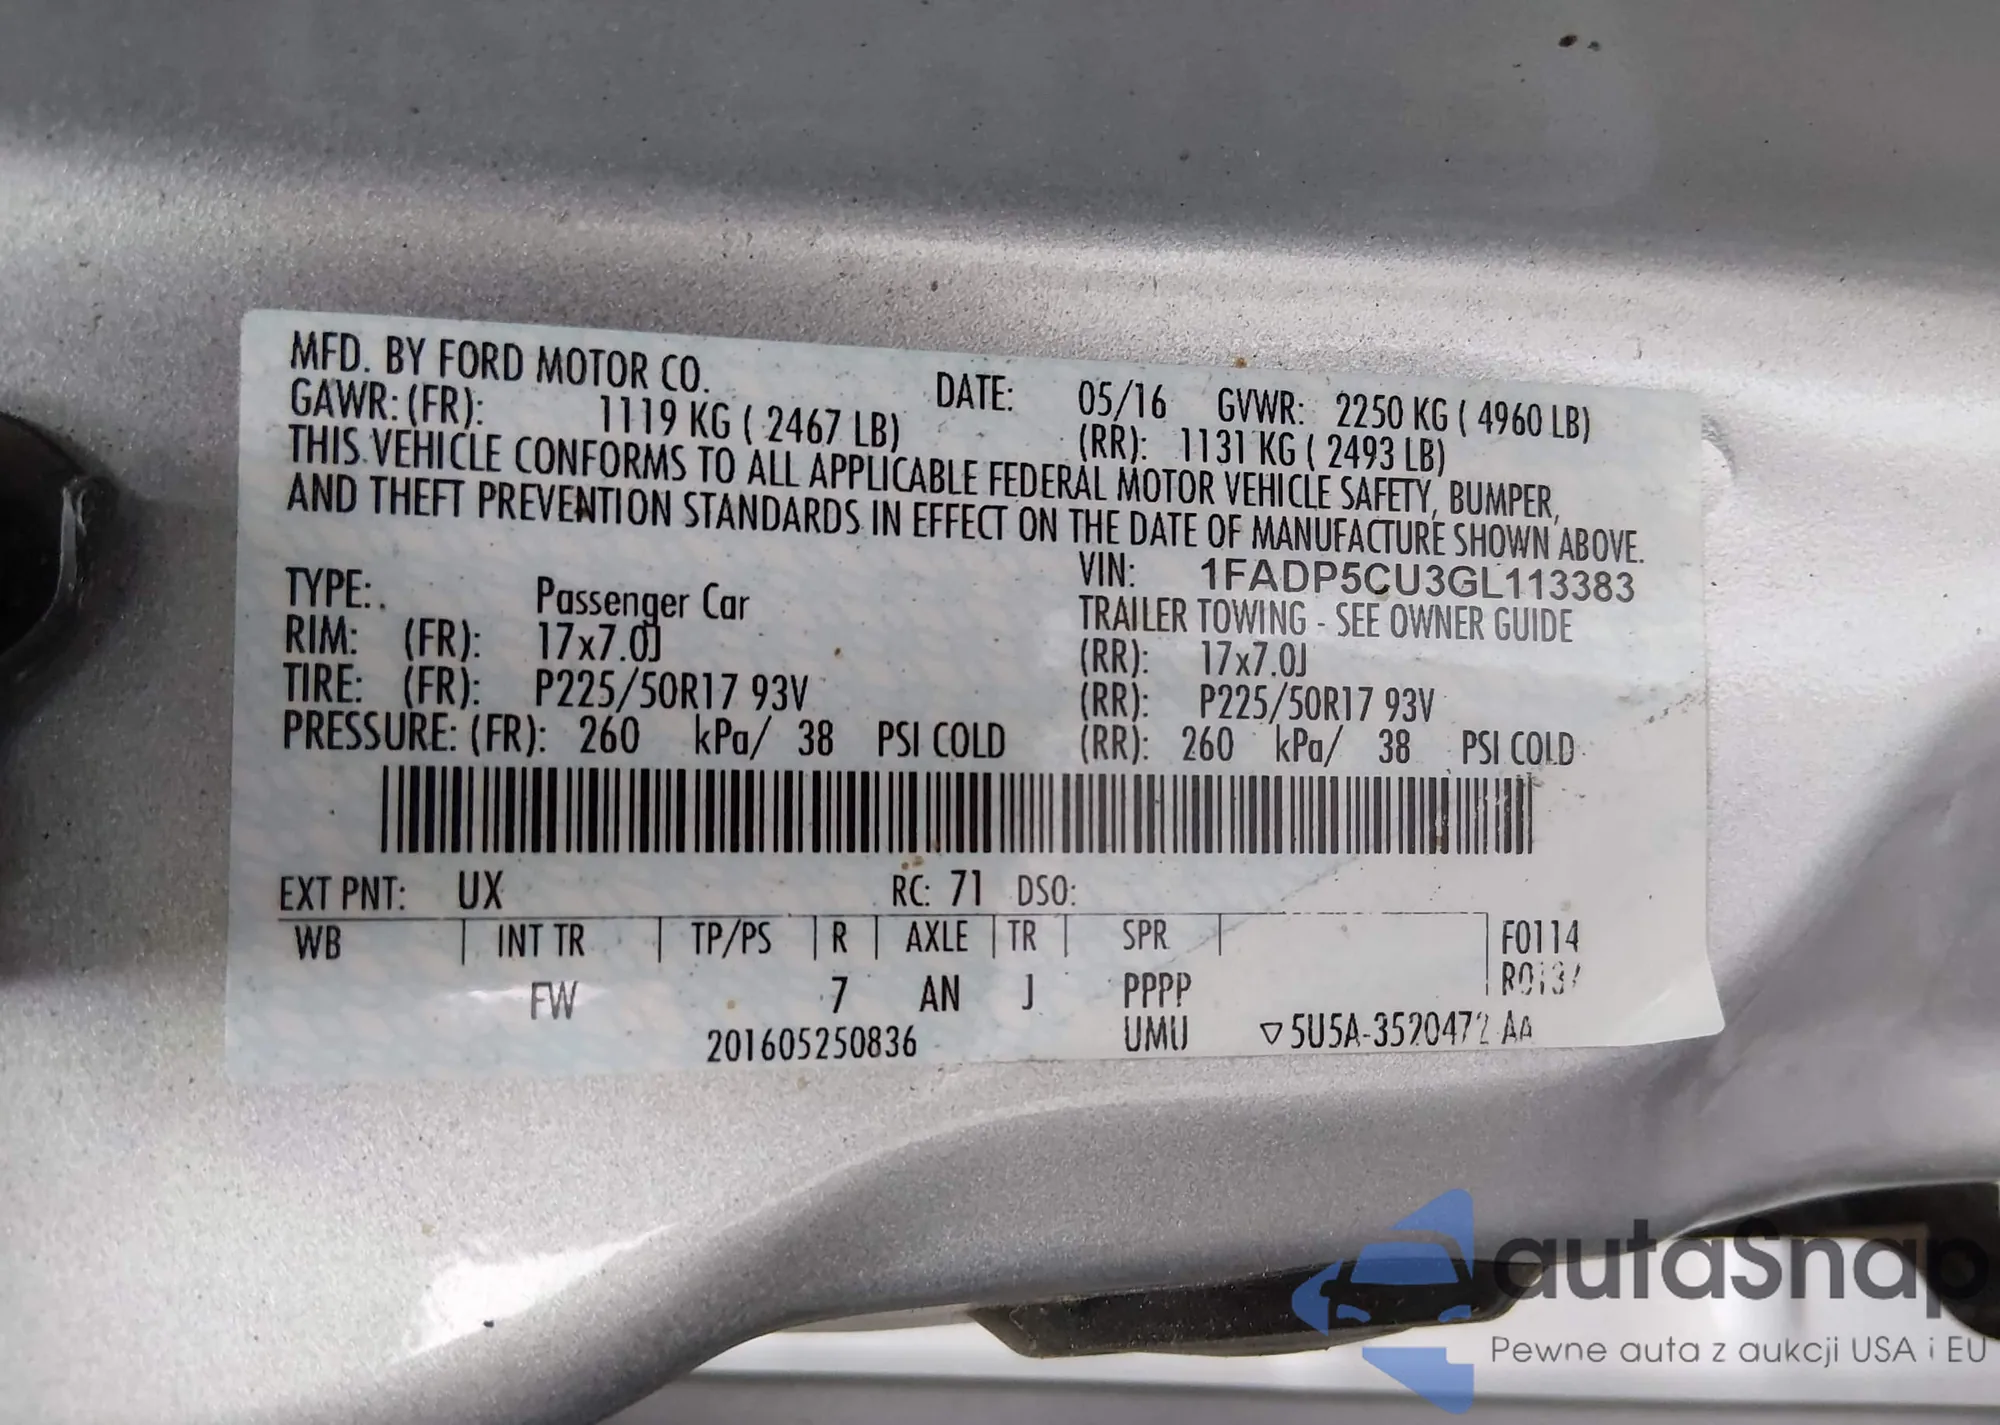 MFD. BY FORD MOTOR CO. DATE: 05/16 GVWR: 2250 KG ( 4960 LB)
GAWR: (FR): 1119 KG ( 2467 LB) (RR): 1131 KG ( 2493 LB)
THIS VEHICLE CONFORMS TO ALL APPLICABLE FEDERAL MOTOR VEHICLE SAFETY, BUMPER,
AND THEFT PREVENTION STANDARDS IN EFFECT ON THE DATE OF MANUFACTURE SHOWN ABOVE.
VIN: 1FADP5CU3GL113383
TYPE: Passenger Car TRAILER TOWING - SEE OWNER GUIDE
RIM: (FR): 17x7.0J (RR): 17x7.0J
TIRE: (FR): P225/50R17 93V (RR): P225/50R17 93V
PRESSURE: (FR): 260 kPa/ 38 PSI COLD (RR): 260 kPa/ 38 PSI COLD
EXT PNT: UX RC: 71 DSO:
WB INT TR TP/PS R AXLE TR SPR F0114
FW 7 AN J PPPP
201605250836 UMU ▽5U5A-3520472 AA
autaSnap
Pewne auta z aukcji USA i EU